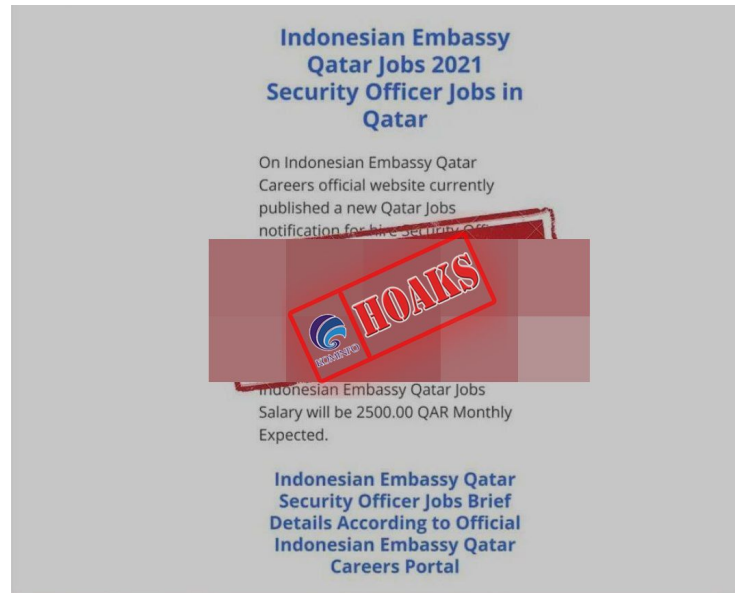 Indonesian Embassy
Qatar Jobs 2021
Security Officer Jobs in
Qatar
On Indonesian Embassy Qatar
Careers official website currently
published a new Qatar Jobs
notification for hire Security
HOAKS
KOMINFO
Indonesian Embassy Qatar Jobs
Salary will be 2500.00 QAR Monthly
Expected.
Indonesian Embassy Qatar
Security Officer Jobs Brief
Details According to Official
Indonesian Embassy Qatar
Careers Portal